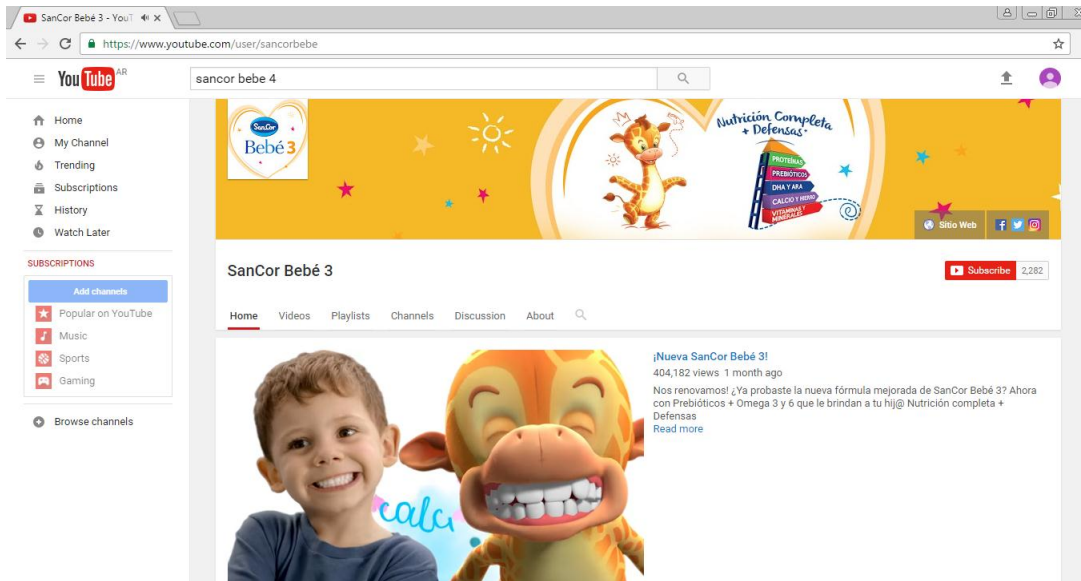 SanCor Bebé 3 - YouT
https://www.youtube.com/user/sancorbebe
YouTube AR
sancor bebe 4
Home
My Channel
Trending
Subscriptions
History
Watch Later
SUBSCRIPTIONS
Add channels
Popular on YouTube
Music
Sports
Gaming
Browse channels
SanCor
Bebé 3
Nutrición Completa
+ Defensas
PROTEÍNAS
PREBIÓTICOS
DHA Y ARA
CALCIO Y HIERRO
VITAMINAS Y
MINERALES
Sitio Web
SanCor Bebé 3
Subscribe 2,282
Home Videos Playlists Channels Discussion About
¡Nueva SanCor Bebé 3!
404,182 views 1 month ago
Nos renovamos! ¿Ya probaste la nueva fórmula mejorada de SanCor Bebé 3? Ahora
con Prebióticos + Omega 3 y 6 que le brindan a tu hij@ Nutrición completa +
Defensas
Read more